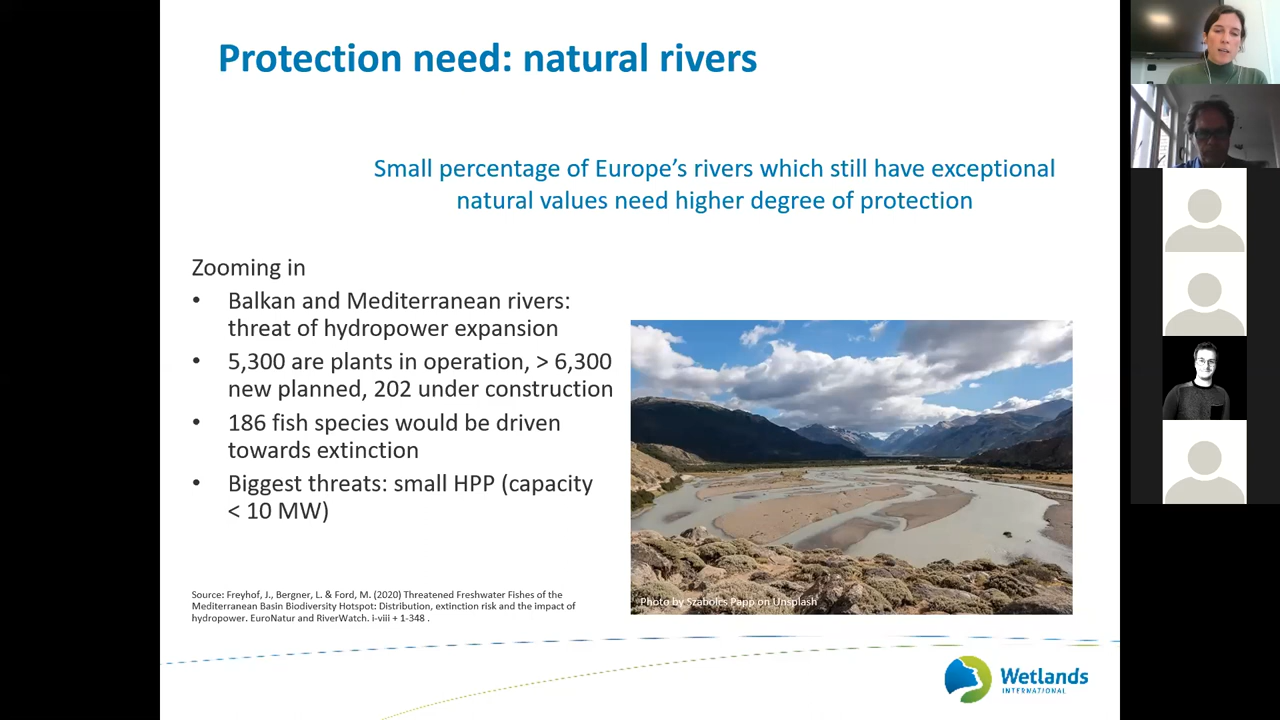 Protection need: natural rivers
Small percentage of Europe's rivers which still have exceptional
natural values need higher degree of protection
Zooming in
• Balkan and Mediterranean rivers:
threat of hydropower expansion
• 5,300 are plants in operation, > 6,300
new planned, 202 under construction
• 186 fish species would be driven
towards extinction
• Biggest threats: small HPP (capacity
< 10 MW)
Photo by Szabolcs Papp on Unsplash
Source: Freyhof, J., Bergner, L. & Ford, M. (2020) Threatened Freshwater Fishes of the
Mediterranean Basin Biodiversity Hotspot: Distribution, extinction risk and the impact of
hydropower. EuroNatur and RiverWatch. i-viii + 1-348 .
Wetlands
INTERNATIONAL